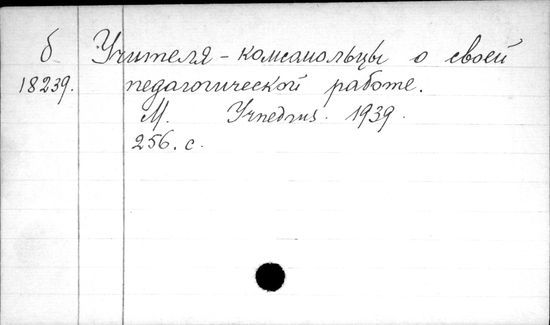 б Учителя - комсомольцы о своей
18239. педагогической работе.
М. Учпедгиз. 1939.
256. с.